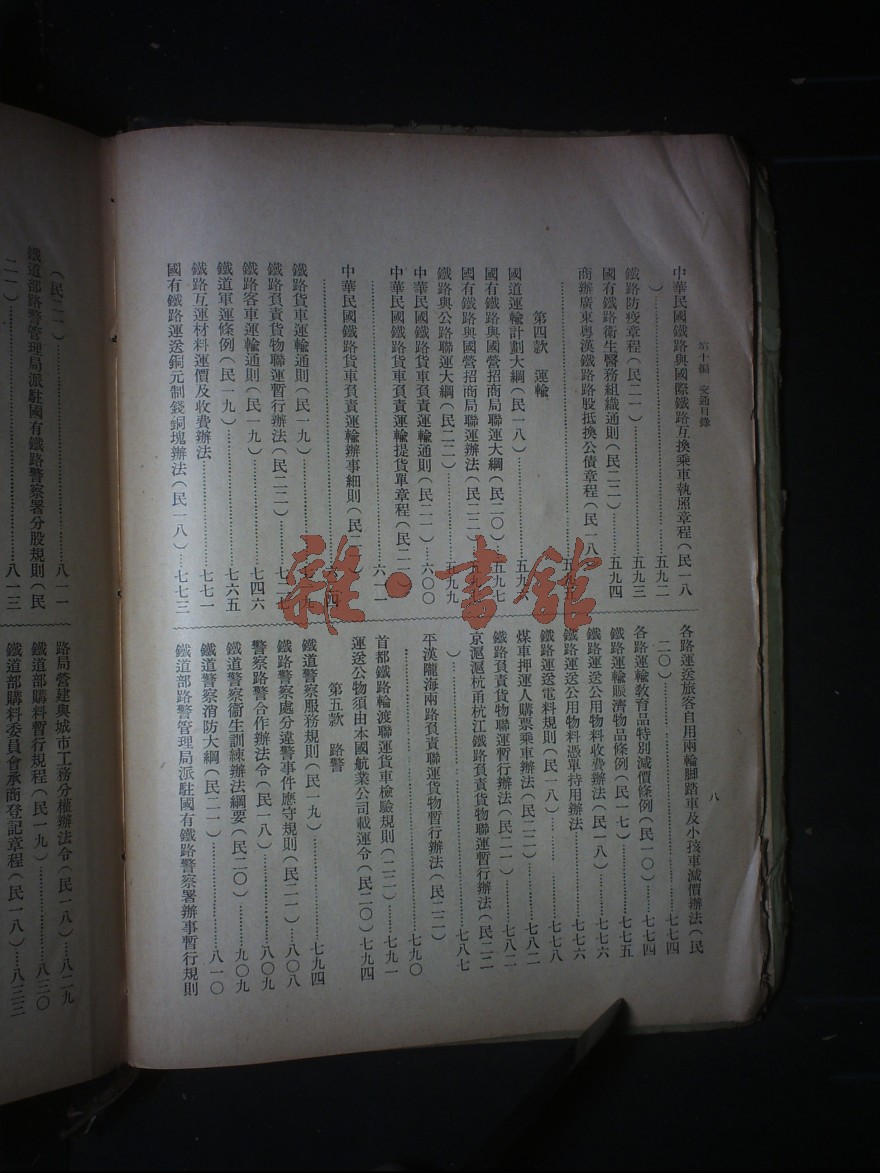 第十編　交通目錄
八
中華民國鐵路與國際鐵路互換乘車執照章程(民一八
)……五九二
鐵路防疫章程(民二一)……五九三
國有鐵路衛生醫務組織通則(民二二)……五九四
商辦廣東粵漢鐵路路股抵換公債章程(民一八
第四款　運輸
國道運輸計劃大綱(民一八)
國有鐵路與國營招商局聯運大綱(民二〇)……五九七
國有鐵路與國營招商局聯運辦法(民二二)
鐵路與公路聯運大綱(民二二)……五九九
中華民國鐵路貨車負責運輸通則(民二一)……六〇〇
中華民國鐵路貨車負責運輸提貨單章程(民二一
……六一一
中華民國鐵路貨車負責運輸辦事細則(民二一)
鐵路貨車運輸通則(民一九)
鐵路負責貨物聯運暫行辦法(民二二)
鐵路客車運輸通則(民一九)……七四六
鐵道軍運條例(民一九)……七六五
鐵路互運材料運價及收費辦法……七七一
國有鐵路運送銅元制錢銅塊辦法(民一八)……七七三
各路運送旅客自用兩輪腳踏車及小孩車減價辦法(民
二〇)……七七四
各路運輸教育品特別減價條例(民一〇)……七七四
鐵路運輸賑濟物品條例(民一七)……七七五
鐵路運送公用物料收費辦法(民一八)……七七六
鐵路運送公用物料憑單持用辦法……七七六
鐵路運送電料規則(民一八)……七七八
煤車押運人購票乘車辦法(民二二)……七八二
鐵路負責貨物聯運暫行辦法(民二一)……七八二
京滬滬杭甬杭江鐵路負責貨物聯運暫行辦法(民二二
)……七八七
平漢隴海兩路負責聯運貨物暫行辦法(民二二)
……七九〇
首都鐵路輪渡聯運貨車檢驗規則(二二)……七九一
運送公物須由本國航業公司載運令(民二〇)七九四
第五款　路警
鐵道警察服務規則(民一九)……七九四
鐵路警察處分違警事件應守規則(民二一)……八〇八
警察路警合作辦法令(民一八)……八〇九
鐵道警察衛生訓練辦法綱要(民二〇)……九〇九
鐵道警察消防大綱(民二一)……八一〇
鐵道部路警管理局派駐國有鐵路警察署辦事暫行規則
(民二一)……八一一
鐵道部路警管理局派駐國有鐵路警察署分股規則(民
二一)……八一三
路局營建與城市工務分權辦法令(民一八)……八二九
鐵道部購料暫行規程(民一九)……八三〇
鐵道部購料委員會承商登記章程(民一八)……八三三
雜·書館